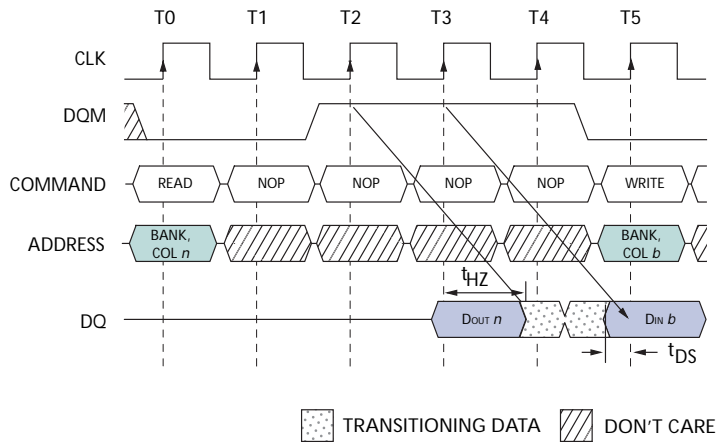 T0 T1 T2 T3 T4 T5
CLK
DQM
COMMAND READ NOP NOP NOP NOP WRITE
ADDRESS BANK, COL n BANK, COL b
tHZ
DQ DOUT n DIN b
tDS
TRANSITIONING DATA DON'T CARE